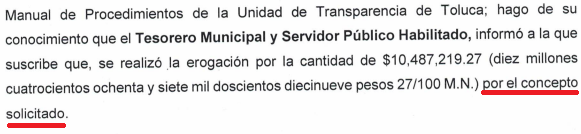 Manual de Procedimientos de la Unidad de Transparencia de Toluca; hago de su
conocimiento que el Tesorero Municipal y Servidor Público Habilitado, informó a la que
suscribe que, se realizó la erogación por la cantidad de $10,487,219.27 (diez millones
cuatrocientos ochenta y siete mil doscientos diecinueve pesos 27/100 M.N.) por el concepto
solicitado.